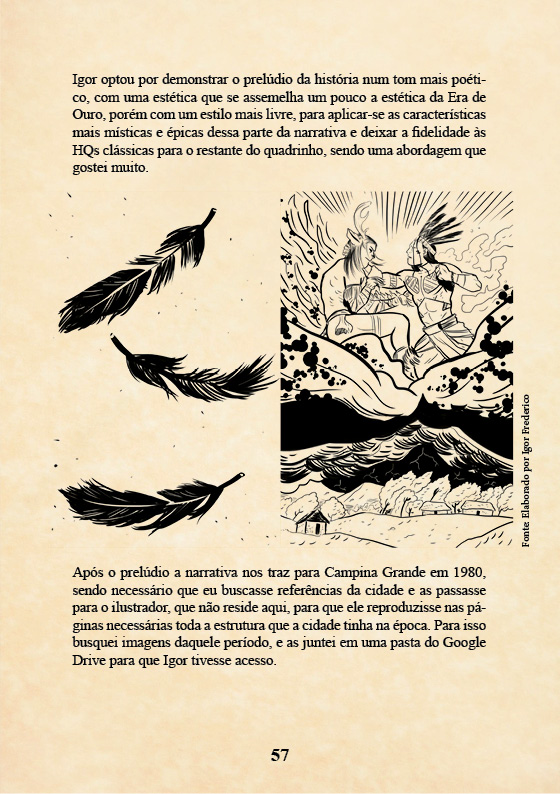 Igor optou por demonstrar o prelúdio da história num tom mais poéti-
co, com uma estética que se assemelha um pouco a estética da Era de
Ouro, porém com um estilo mais livre, para aplicar-se as características
mais místicas e épicas dessa parte da narrativa e deixar a fidelidade às
HQs clássicas para o restante do quadrinho, sendo uma abordagem que
gostei muito.
Fonte: Elaborado por Igor Frederico
Após o prelúdio a narrativa nos traz para Campina Grande em 1980,
sendo necessário que eu buscasse referências da cidade e as passasse
para o ilustrador, que não reside aqui, para que ele reproduzisse nas pá-
ginas necessárias toda a estrutura que a cidade tinha na época. Para isso
busquei imagens daquele período, e as juntei em uma pasta do Google
Drive para que Igor tivesse acesso.
57